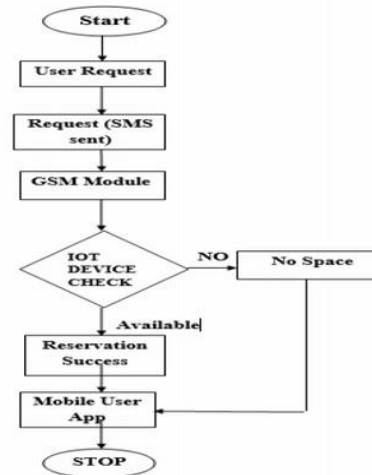 Start
User Request
Request (SMS
sent)
GSM Module
IOT
DEVICE
CHECK
NO
No Space
Available
Reservation
Success
Mobile User
App
STOP